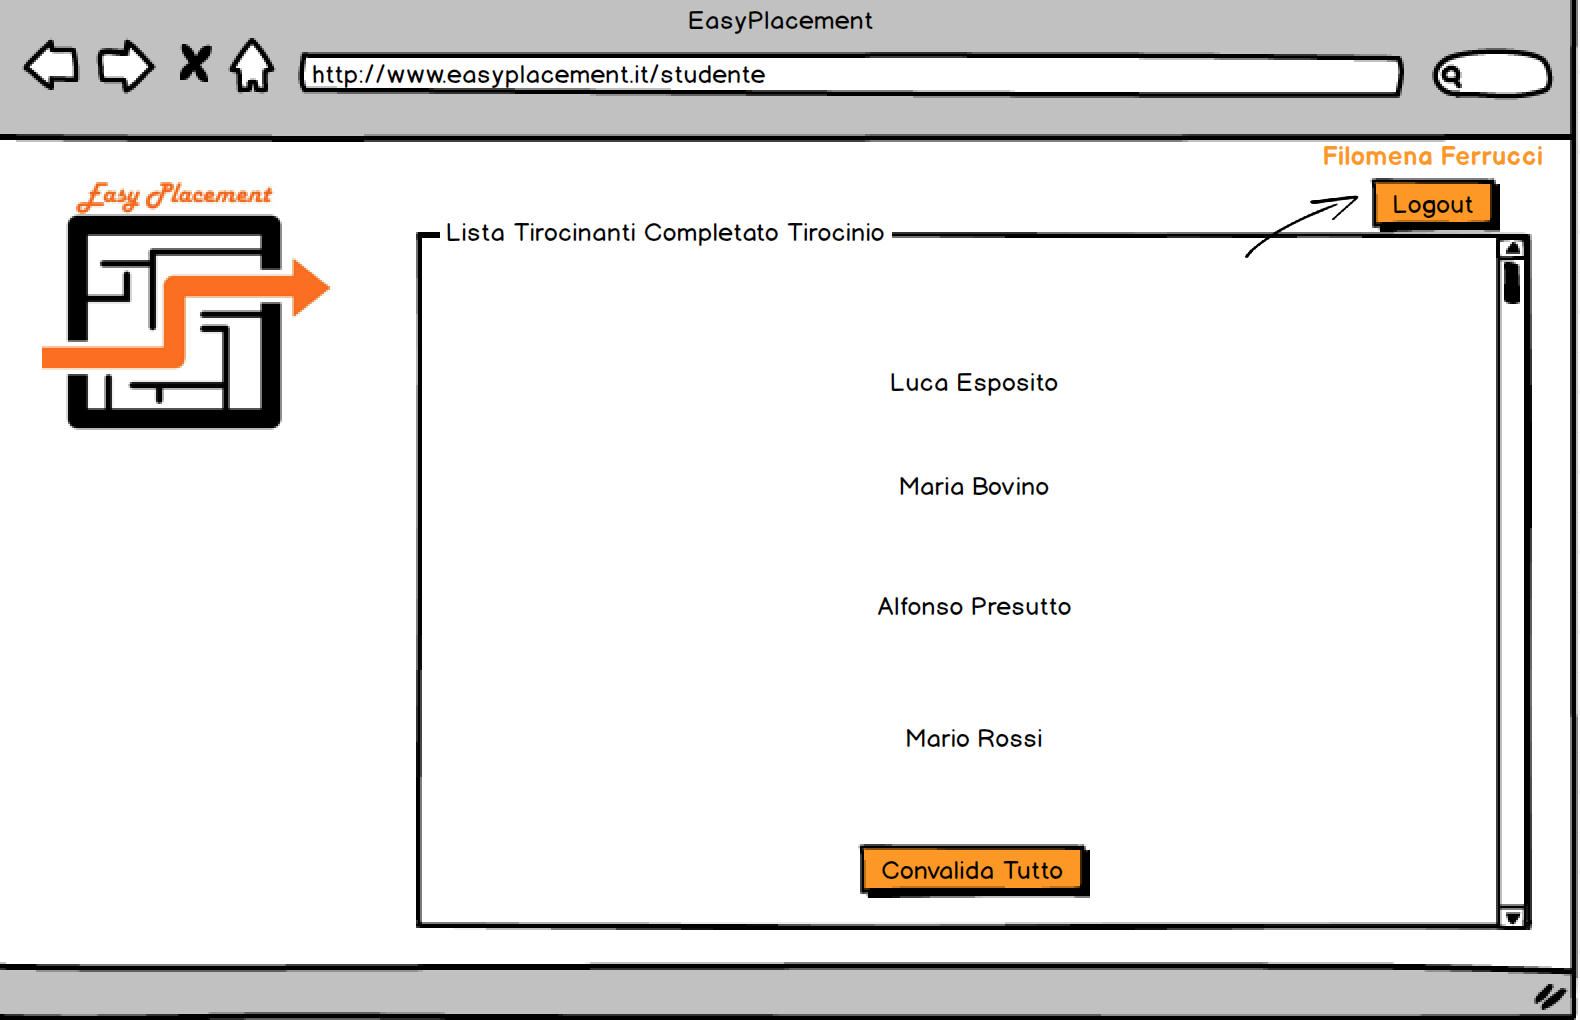 EasyPlacement
http://www.easyplacement.it/studente
Filomena Ferrucci
Easy Placement
Logout
Lista Tirocinanti Completato Tirocinio
Luca Esposito
Maria Bovino
Alfonso Presutto
Mario Rossi
Convalida Tutto